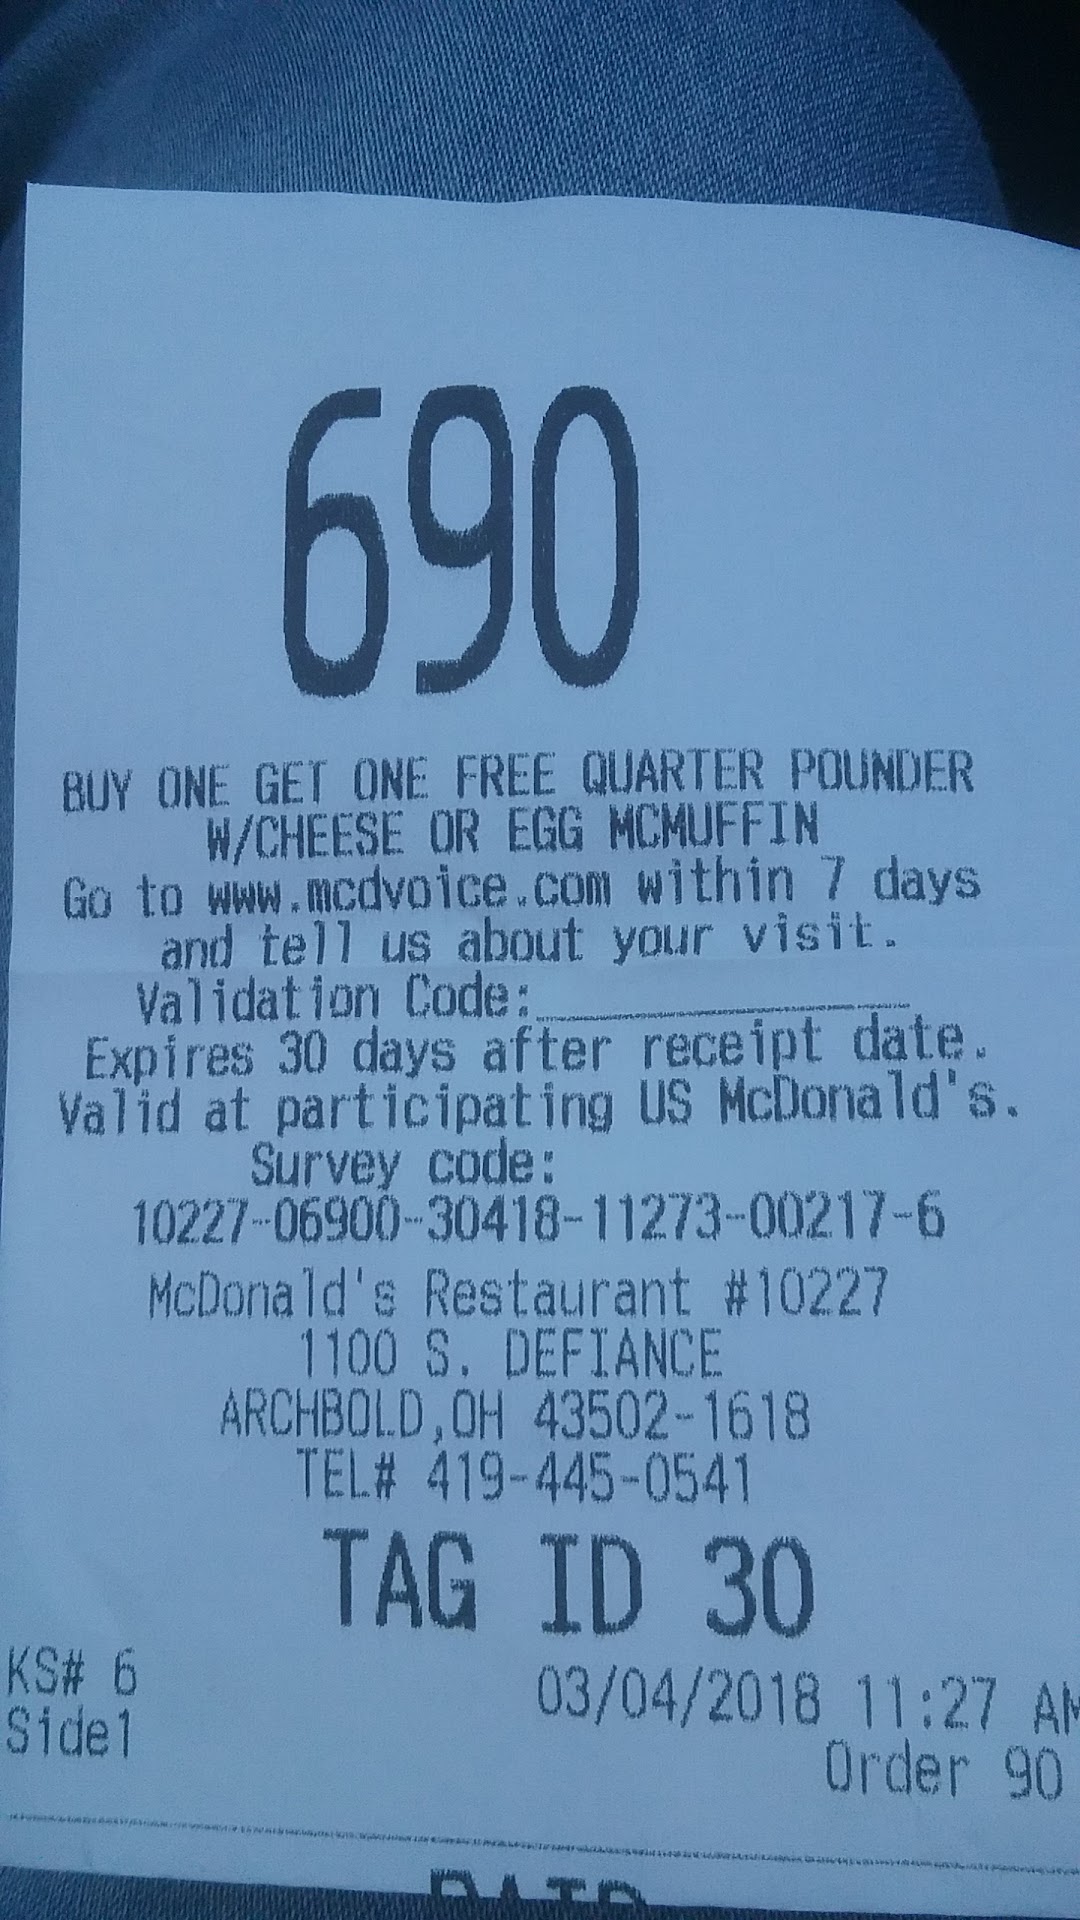 690
BUY ONE GET ONE FREE QUARTER POUNDER
W/CHEESE OR EGG MCMUFFIN
Go to www.mcdvoice.com within 7 days
and tell us about your visit.
Validation Code:_______________
Expires 30 days after receipt date.
Valid at participating US McDonald's.
Survey code:
10227-06900-30418-11273-00217-6
McDonald's Restaurant #10227
1100 S. DEFIANCE
ARCHBOLD,OH 43502-1618
TEL# 419-445-0541
TAG ID 30
KS# 6 03/04/2018 11:27 AM
Side1 Order 90